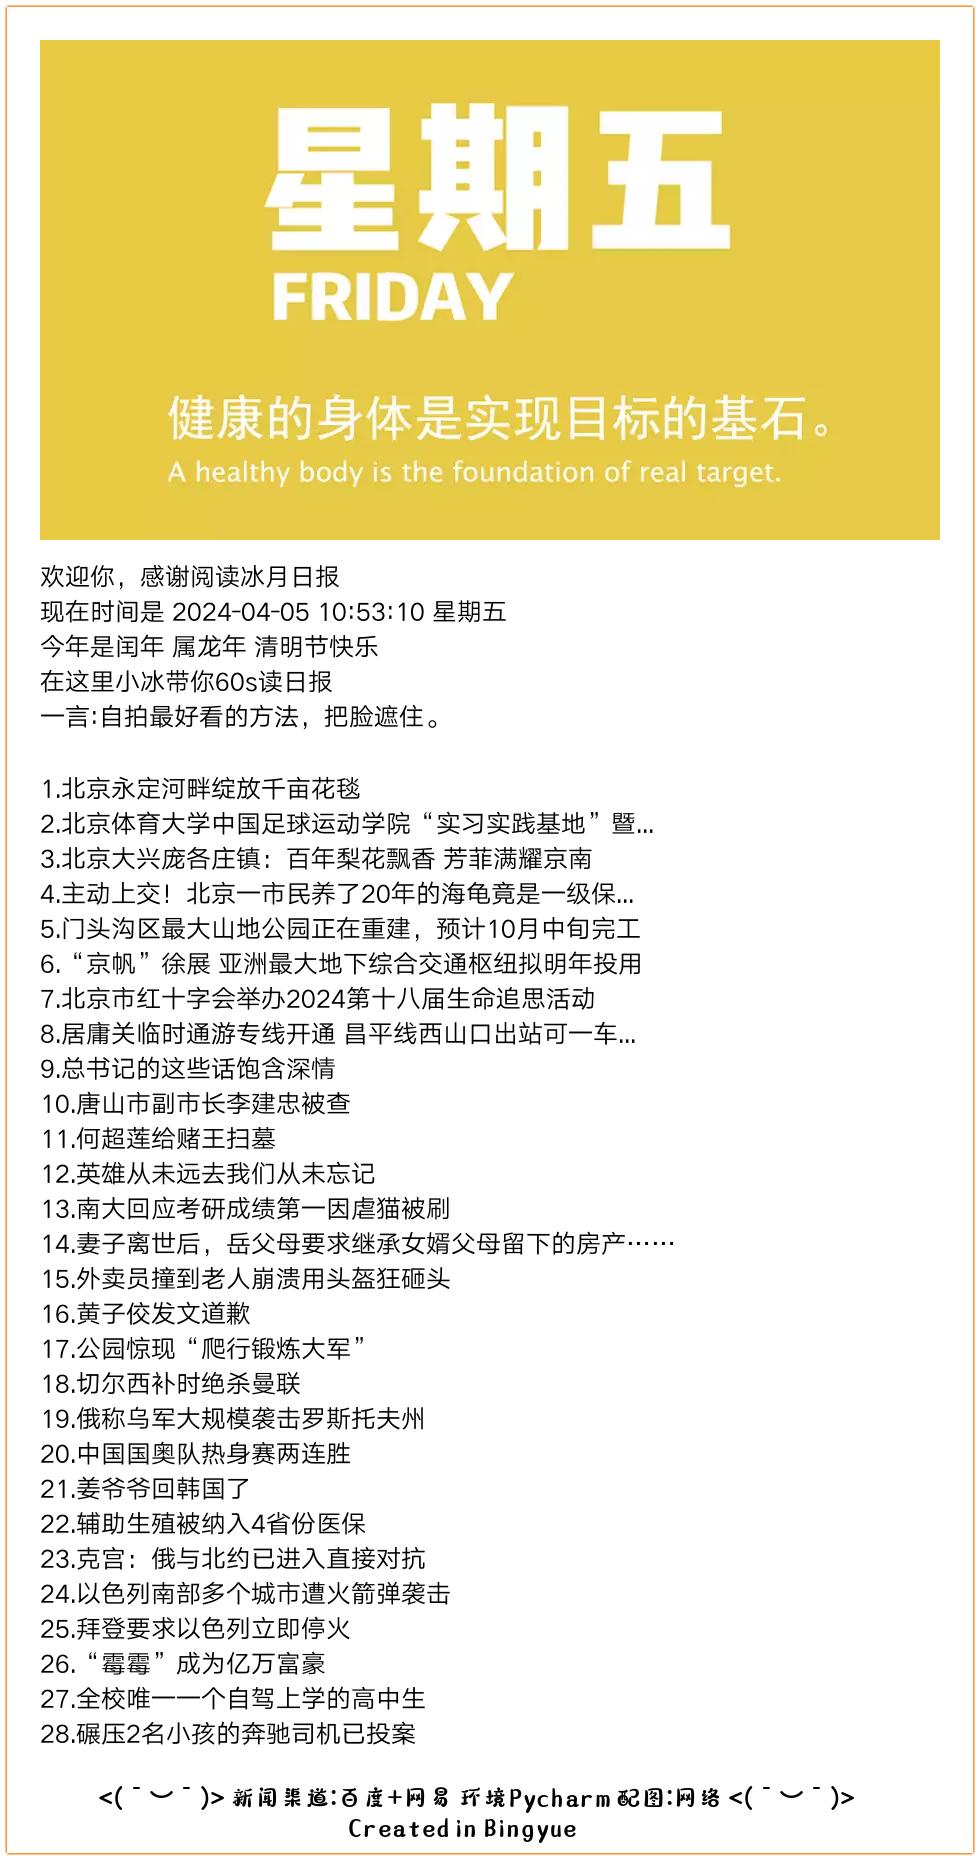 星期五
FRIDAY
健康的身体是实现目标的基石。
A healthy body is the foundation of real target.
欢迎你，感谢阅读冰月日报
现在时间是 2024-04-05 10:53:10 星期五
今年是闰年 属龙年 清明节快乐
在这里小冰带你60s读日报
一言:自拍最好看的方法，把脸遮住。
1.北京永定河畔绽放千亩花毯
2.北京体育大学中国足球运动学院“实习实践基地”暨...
3.北京大兴庞各庄镇：百年梨花飘香 芳菲满耀京南
4.主动上交！北京一市民养了20年的海龟竟是一级保...
5.门头沟区最大山地公园正在重建，预计10月中旬完工
6.“京帆”徐展 亚洲最大地下综合交通枢纽拟明年投用
7.北京市红十字会举办2024第十八届生命追思活动
8.居庸关临时通游专线开通 昌平线西山口出站可一车...
9.总书记的这些话饱含深情
10.唐山市副市长李建忠被查
11.何超莲给赌王扫墓
12.英雄从未远去我们从未忘记
13.南大回应考研成绩第一因虐猫被刷
14.妻子离世后，岳父母要求继承女婿父母留下的房产……
15.外卖员撞到老人崩溃用头盔狂砸头
16.黄子佼发文道歉
17.公园惊现“爬行锻炼大军”
18.切尔西补时绝杀曼联
19.俄称乌军大规模袭击罗斯托夫州
20.中国国奥队热身赛两连胜
21.姜爷爷回韩国了
22.辅助生殖被纳入4省份医保
23.克宫：俄与北约已进入直接对抗
24.以色列南部多个城市遭火箭弹袭击
25.拜登要求以色列立即停火
26.“霉霉”成为亿万富豪
27.全校唯一一个自驾上学的高中生
28.碾压2名小孩的奔驰司机已投案
<(ˉ︶ˉ)> 新闻渠道:百度+网易 环境Pycharm 配图:网络 <(ˉ︶ˉ)>
Created in Bingyue